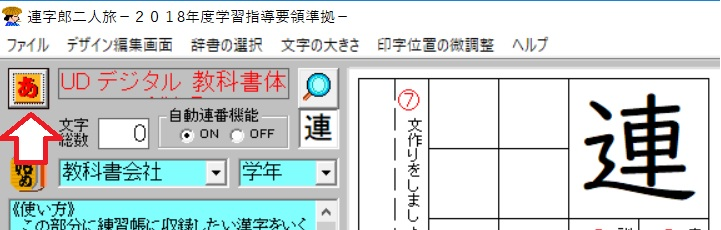 連字郎二人旅－２０18年度学習指導要領準拠－
ファイル　デザイン編集画面　辞書の選択　文字の大きさ　印字位置の微調整　ヘルプ
あ
UD デジタル 教科書体
文字総数
0
自動連番機能
ON　OFF
連
始め
教科書会社
学年
《使い方》
この部分に練習帳に収録したい漢字をいく
⑦
文作りをしましょ
連